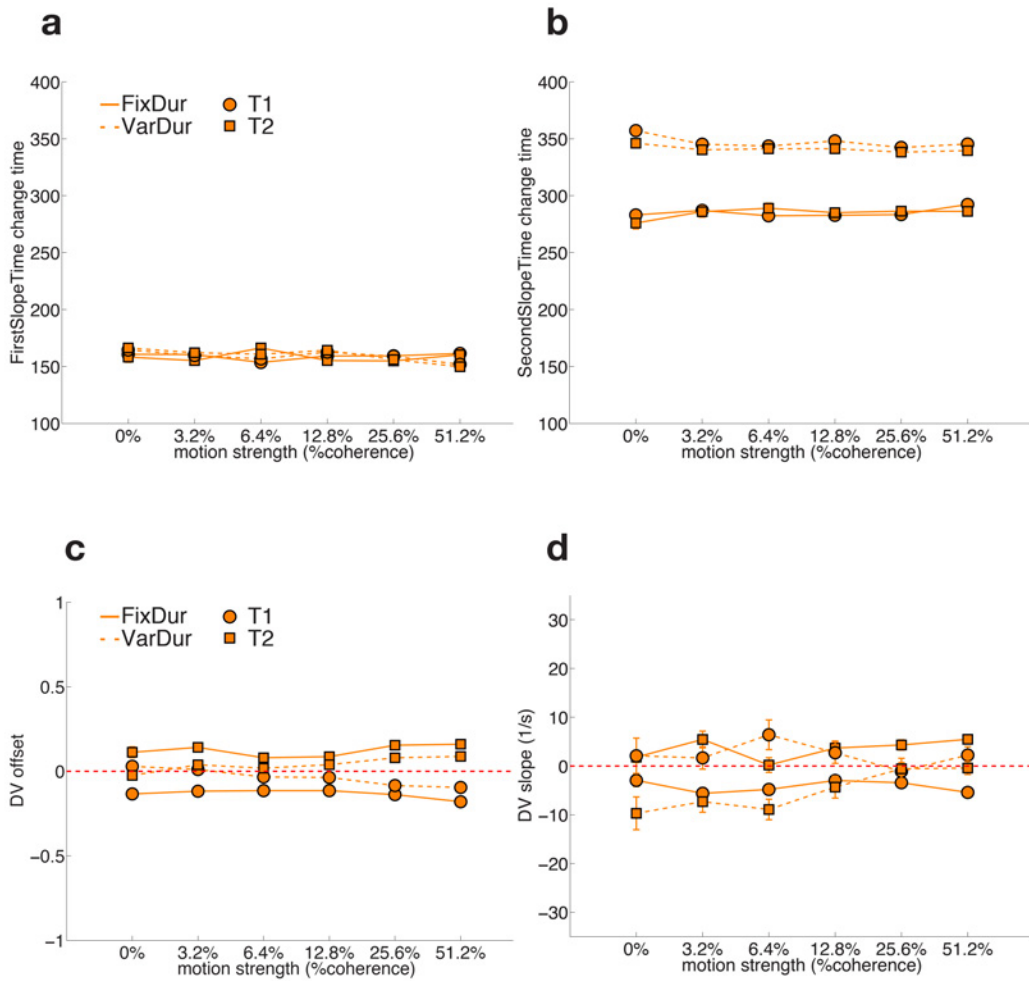 a
400
350
300
250
200
150
100
FirstSlopeTime change time
FixDur
VarDur
T1
T2
0% 3.2% 6.4% 12.8% 25.6% 51.2%
motion strength (%coherence)
b
400
350
300
250
200
150
100
SecondSlopeTime change time
0% 3.2% 6.4% 12.8% 25.6% 51.2%
motion strength (%coherence)
c
1
0.5
0
−0.5
−1
DV offset
FixDur
VarDur
T1
T2
0% 3.2% 6.4% 12.8% 25.6% 51.2%
motion strength (%coherence)
d
30
20
10
0
−10
−20
−30
DV slope (1/s)
0% 3.2% 6.4% 12.8% 25.6% 51.2%
motion strength (%coherence)